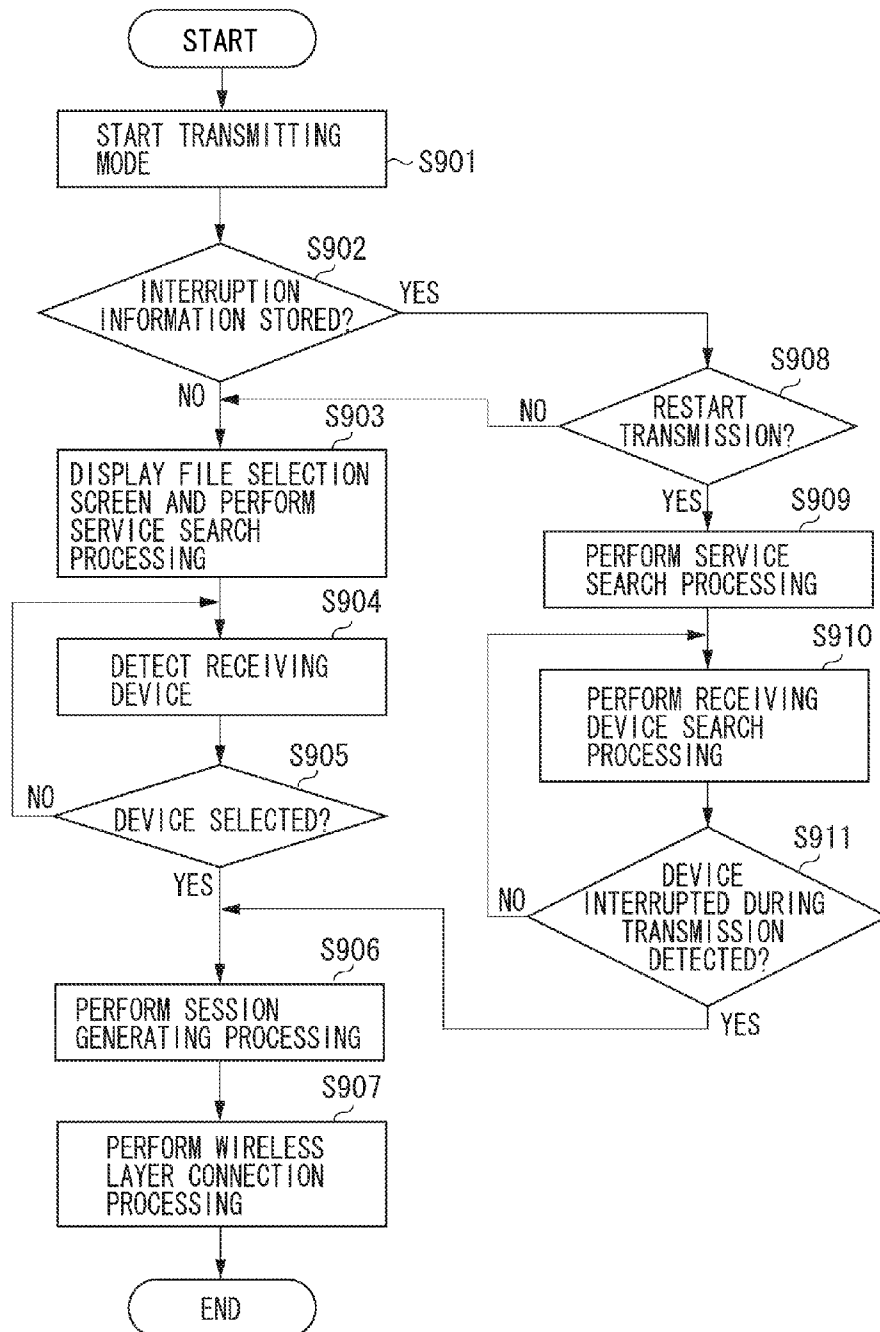 START
START TRANSMITTING
MODE
S901
S902
INTERRUPTION
INFORMATION STORED?
YES
NO
S908
RESTART
TRANSMISSION?
NO
YES
S903
DISPLAY FILE SELECTION
SCREEN AND PERFORM
SERVICE SEARCH
PROCESSING
S909
PERFORM SERVICE
SEARCH PROCESSING
S904
DETECT RECEIVING
DEVICE
S910
PERFORM RECEIVING
DEVICE SEARCH
PROCESSING
S905
DEVICE SELECTED?
NO
YES
S911
DEVICE
INTERRUPTED DURING
TRANSMISSION
DETECTED?
NO
YES
S906
PERFORM SESSION
GENERATING PROCESSING
S907
PERFORM WIRELESS
LAYER CONNECTION
PROCESSING
END